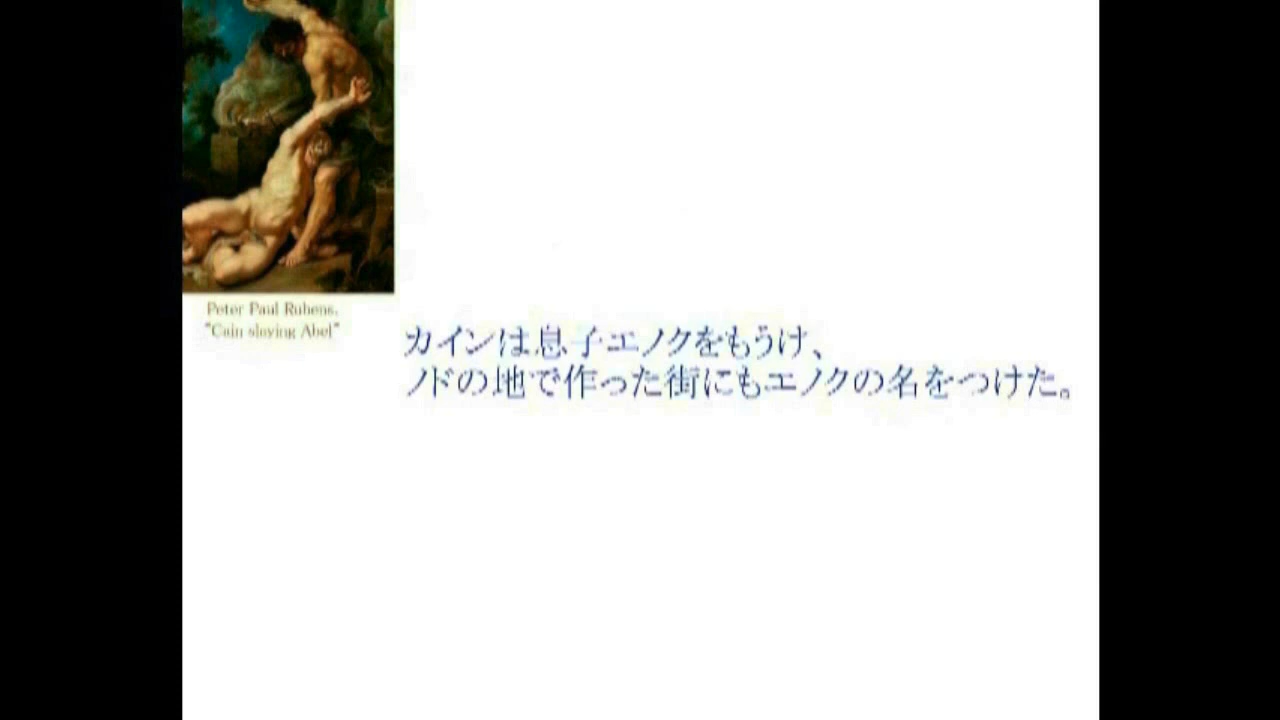 Peter Paul Rubens.
"Cain slaying Abel"
カインは息子エノクをもうけ、
ノドの地で作った街にもエノクの名をつけた。